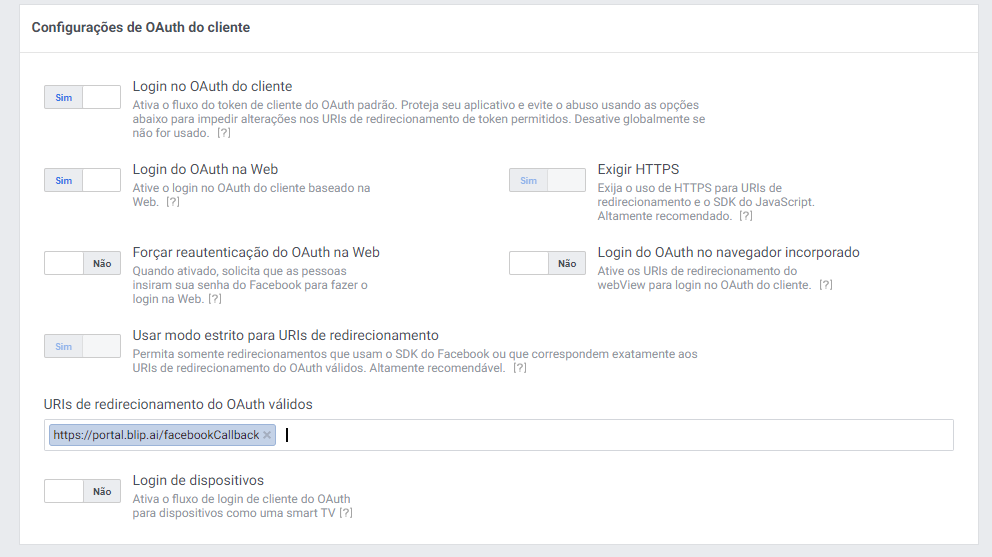 Configurações de OAuth do cliente
Sim
Login no OAuth do cliente
Ativa o fluxo do token de cliente do OAuth padrão. Proteja seu aplicativo e evite o abuso usando as opções
abaixo para impedir alterações nos URIs de redirecionamento de token permitidos. Desative globalmente se
não for usado. [?]
Sim
Login do OAuth na Web
Ative o login no OAuth do cliente baseado na
Web. [?]
Sim
Exigir HTTPS
Exija o uso de HTTPS para URIs de
redirecionamento e o SDK do JavaScript.
Altamente recomendado. [?]
Não
Forçar reautenticação do OAuth na Web
Quando ativado, solicita que as pessoas
insiram sua senha do Facebook para fazer o
login na Web. [?]
Não
Login do OAuth no navegador incorporado
Ative os URIs de redirecionamento do
webView para login no OAuth do cliente. [?]
Sim
Usar modo estrito para URIs de redirecionamento
Permita somente redirecionamentos que usam o SDK do Facebook ou que correspondem exatamente aos
URIs de redirecionamento do OAuth válidos. Altamente recomendável. [?]
URIs de redirecionamento do OAuth válidos
https://portal.blip.ai/facebookCallback ×
Não
Login de dispositivos
Ativa o fluxo de login de cliente do OAuth
para dispositivos como uma smart TV [?]